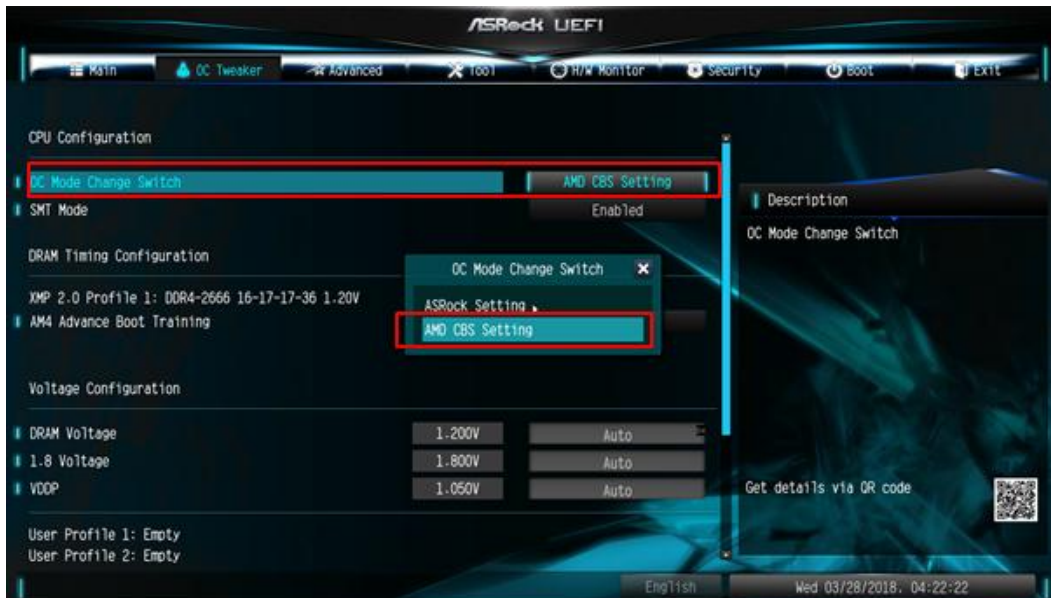 ASRock UEFI
Main OC Tweaker Advanced Tool H/W Monitor Security Boot Exit
CPU Configuration
OC Mode Change Switch AMD CBS Setting
SMT Mode Enabled
DRAM Timing Configuration
XMP 2.0 Profile 1: DDR4-2666 16-17-17-36 1.20V
AM4 Advance Boot Training
OC Mode Change Switch
ASRock Setting
AMD CBS Setting
Voltage Configuration
DRAM Voltage 1.200V Auto
1.8 Voltage 1.800V Auto
VDDP 1.050V Auto
User Profile 1: Empty
User Profile 2: Empty
Description
OC Mode Change Switch
Get details via QR code
English Wed 03/28/2018. 04:22:22